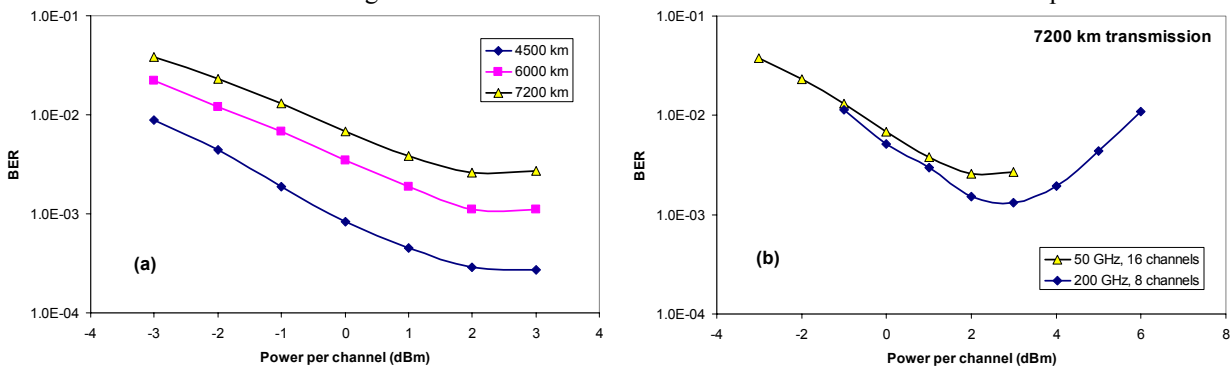 1.0E-01
1.0E-02
1.0E-03
1.0E-04
BER
-4 -3 -2 -1 0 1 2 3 4
Power per channel (dBm)
4500 km
6000 km
7200 km
(a)
7200 km transmission
1.0E-01
1.0E-02
1.0E-03
1.0E-04
BER
-4 -2 0 2 4 6 8
Power per channel (dBm)
50 GHz, 16 channels
200 GHz, 8 channels
(b)